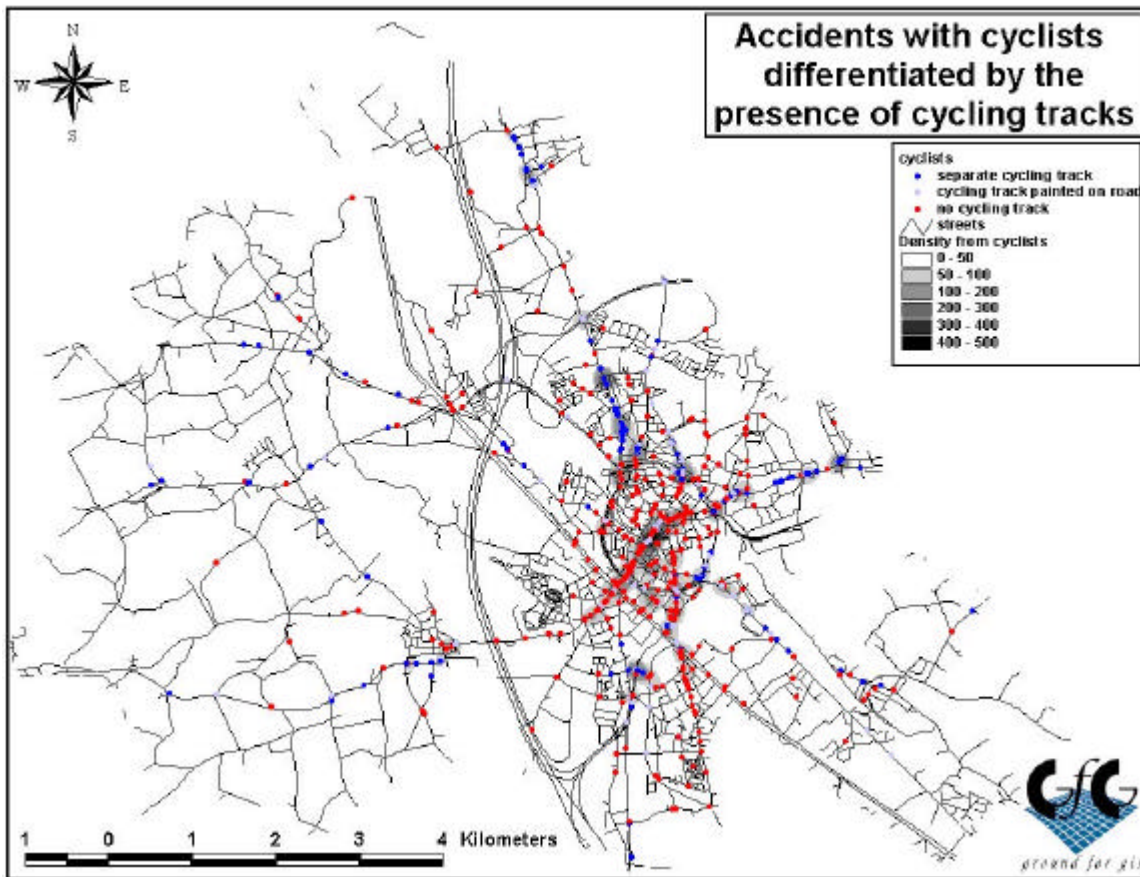 Accidents with cyclists
differentiated by the
presence of cycling tracks
N
W E
S
cyclists
separate cycling track
cycling track painted on road
no cycling track
streets
Density from cyclists
0 - 50
50 - 100
100 - 200
200 - 300
300 - 400
400 - 500
1 0 1 2 3 4 Kilometers
GfG
ground for gis